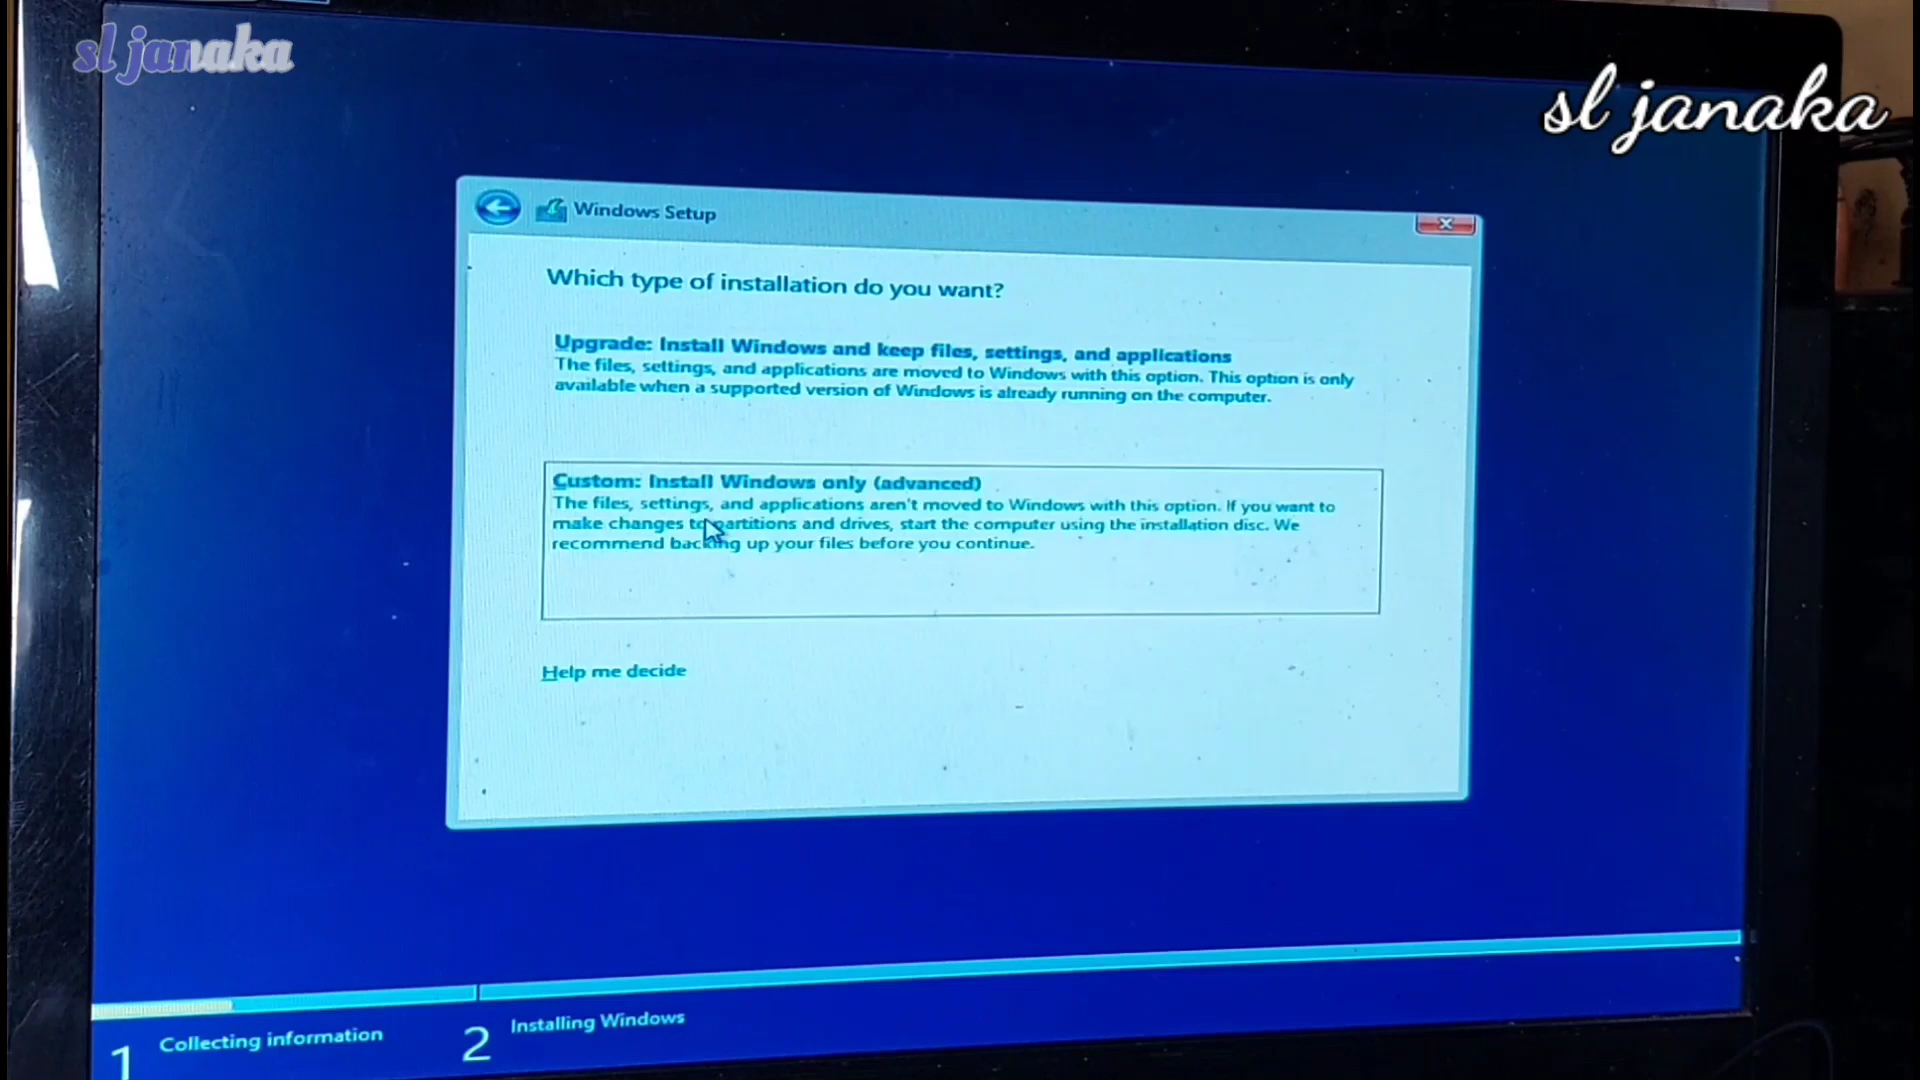 sl janaka
sl janaka
Windows Setup
Which type of installation do you want?
Upgrade: Install Windows and keep files, settings, and applications
The files, settings, and applications are moved to Windows with this option. This option is only
available when a supported version of Windows is already running on the computer.
Custom: Install Windows only (advanced)
The files, settings, and applications aren't moved to Windows with this option. If you want to
make changes to partitions and drives, start the computer using the installation disc. We
recommend backing up your files before you continue.
Help me decide
1 Collecting information
2 Installing Windows